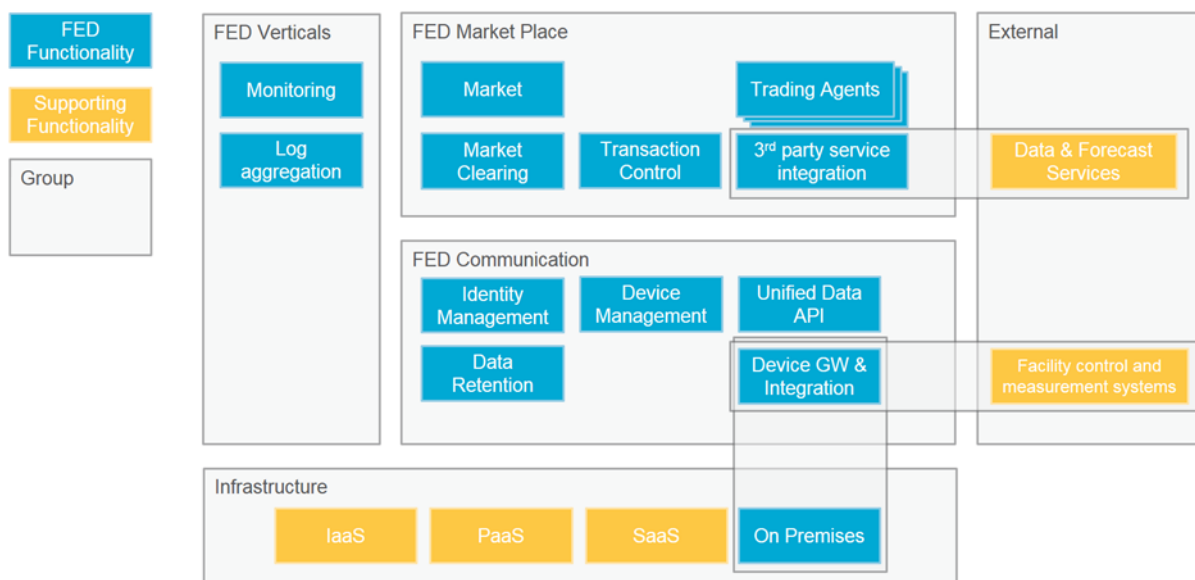 FED
Functionality
Supporting
Functionality
Group
FED Verticals
Monitoring
Log
aggregation
FED Market Place
Market
Trading Agents
Market
Clearing
Transaction
Control
3rd party service
integration
External
Data & Forecast
Services
FED Communication
Identity
Management
Device
Management
Unified Data
API
Data
Retention
Device GW &
Integration
Facility control and
measurement systems
Infrastructure
IaaS
PaaS
SaaS
On Premises